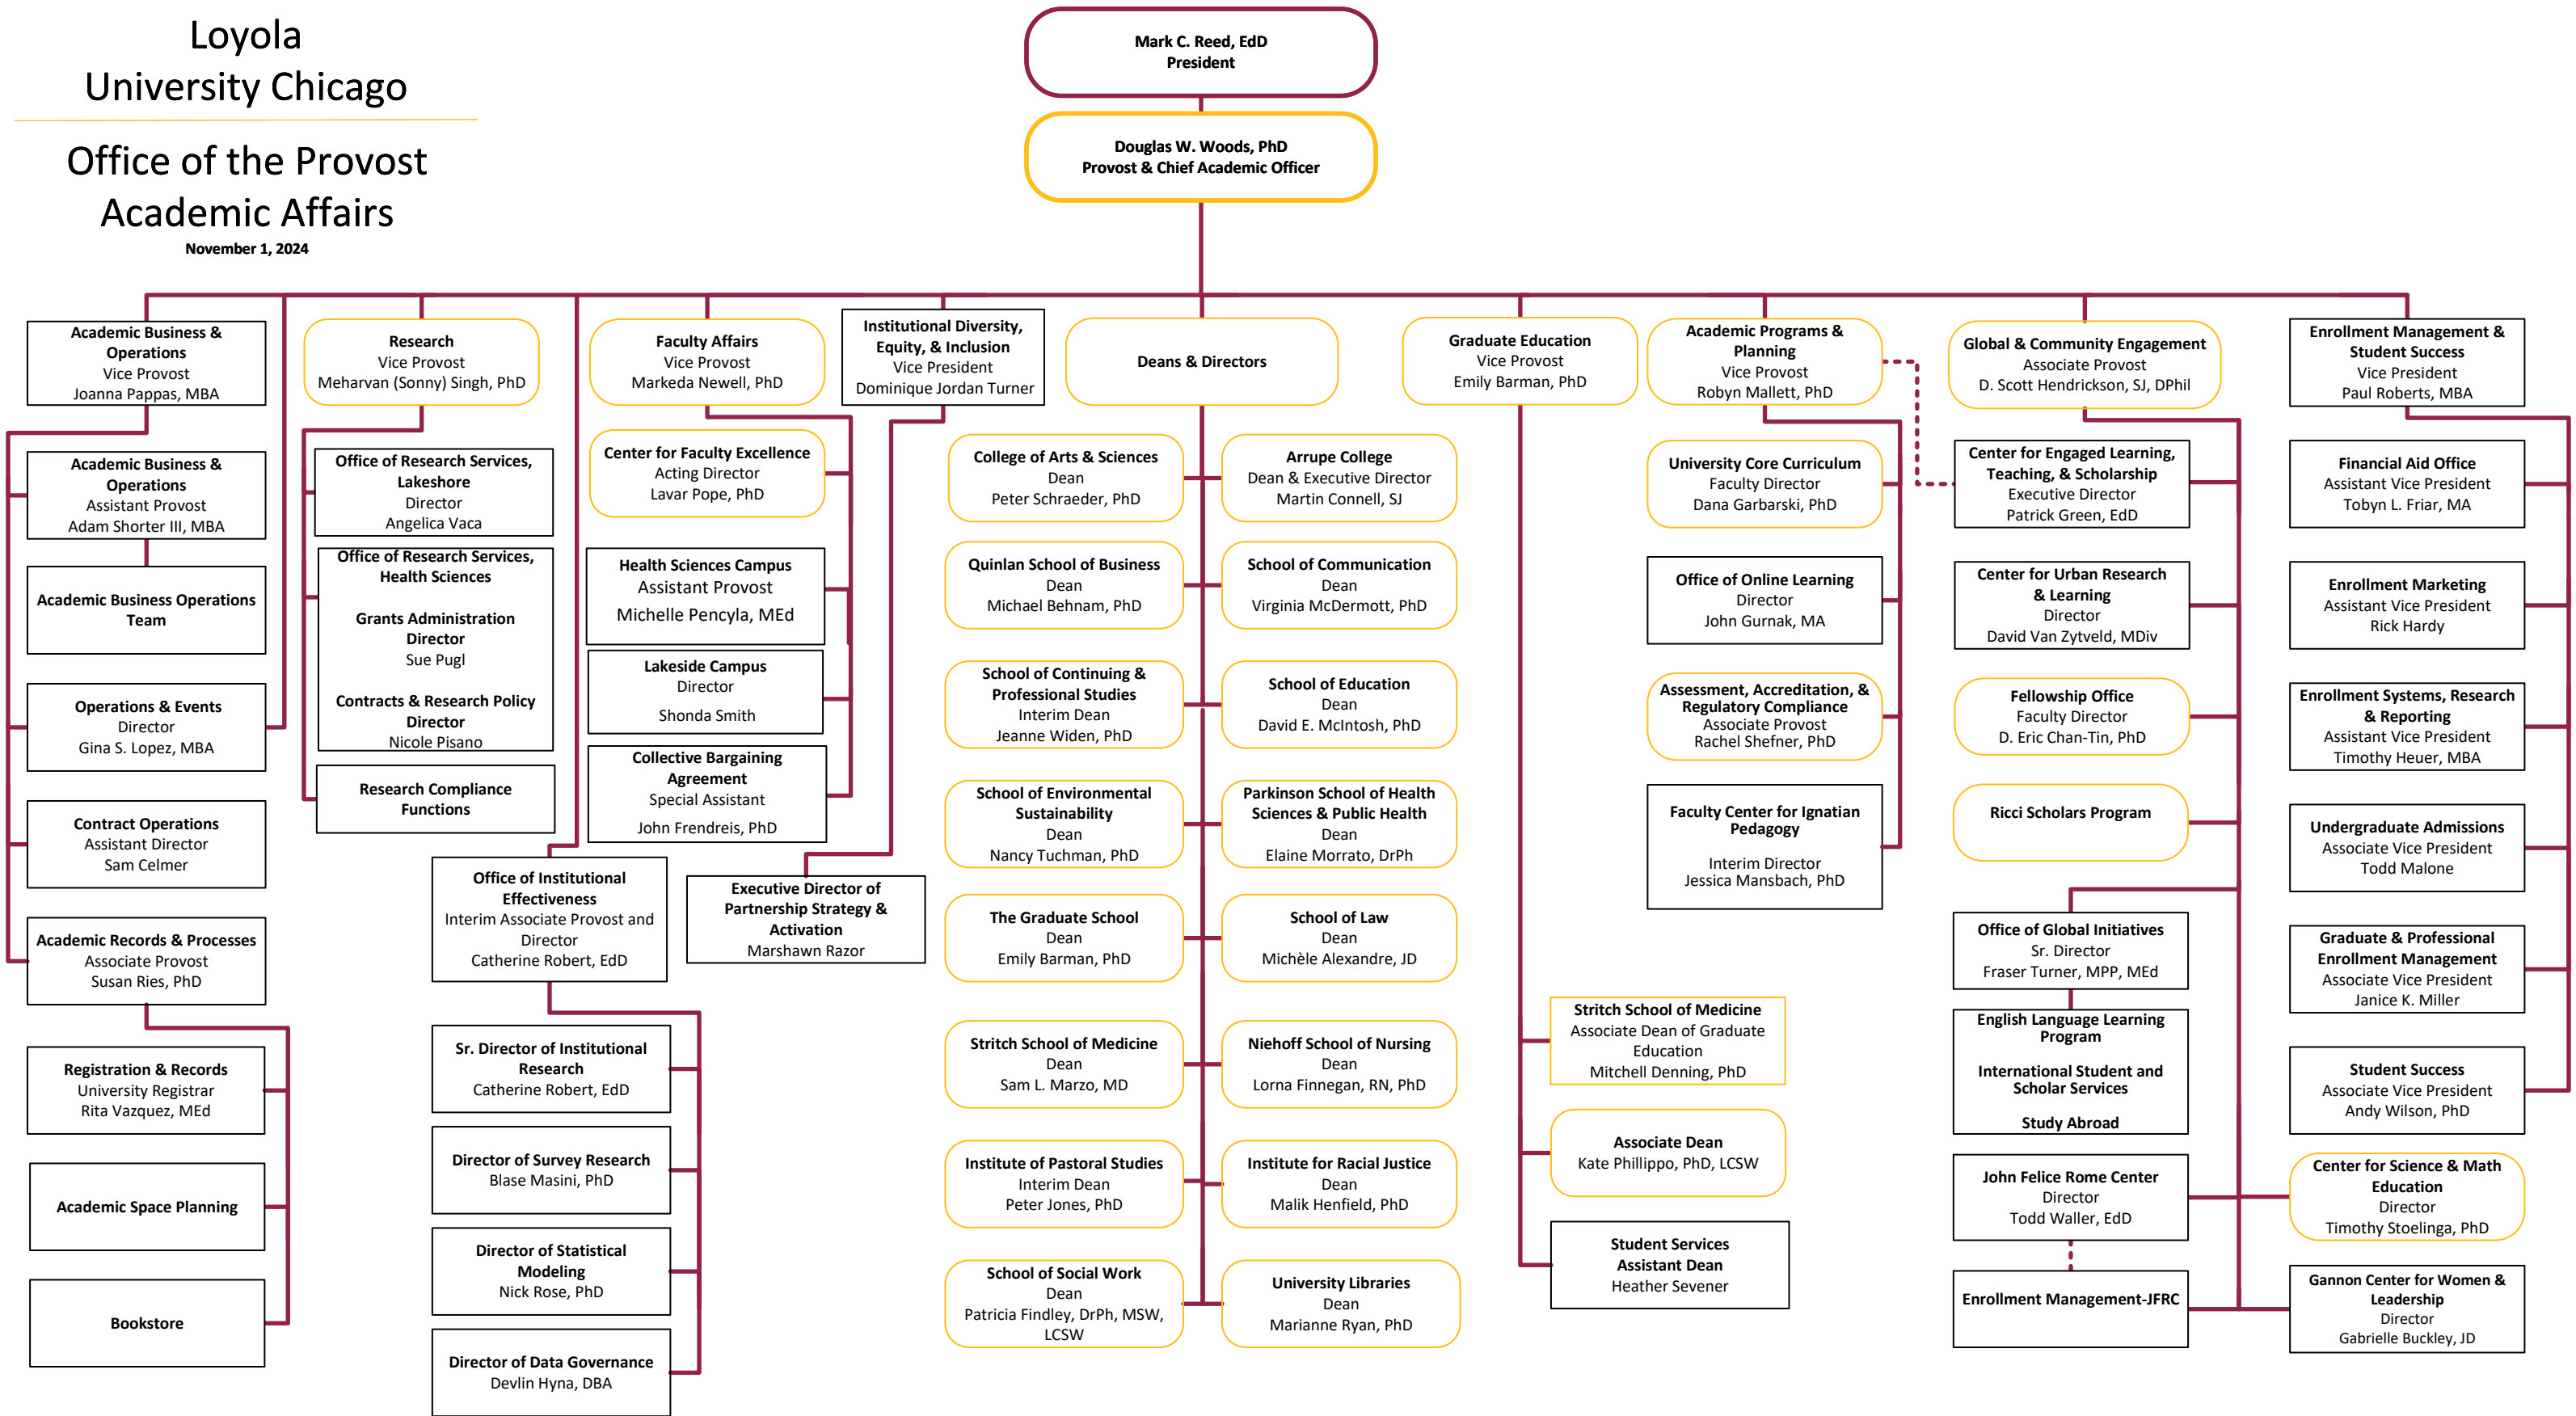 Loyola
University Chicago
Office of the Provost
Academic Affairs
November 1, 2024
Mark C. Reed, EdD
President
Douglas W. Woods, PhD
Provost & Chief Academic Officer
Academic Business &
Operations
Vice Provost
Joanna Pappas, MBA
Academic Business &
Operations
Assistant Provost
Adam Shorter III, MBA
Academic Business Operations
Team
Operations & Events
Director
Gina S. Lopez, MBA
Contract Operations
Assistant Director
Sam Celmer
Academic Records & Processes
Associate Provost
Susan Ries, PhD
Registration & Records
University Registrar
Rita Vazquez, MEd
Academic Space Planning
Bookstore
Research
Vice Provost
Meharvan (Sonny) Singh, PhD
Office of Research Services,
Lakeshore
Director
Angelica Vaca
Office of Research Services,
Health Sciences
Grants Administration
Director
Sue Pugl
Contracts & Research Policy
Director
Nicole Pisano
Research Compliance
Functions
Office of Institutional
Effectiveness
Interim Associate Provost and
Director
Catherine Robert, EdD
Sr. Director of Institutional
Research
Catherine Robert, EdD
Director of Survey Research
Blase Masini, PhD
Director of Statistical
Modeling
Nick Rose, PhD
Director of Data Governance
Devlin Hyna, DBA
Faculty Affairs
Vice Provost
Markeda Newell, PhD
Center for Faculty Excellence
Acting Director
Lavar Pope, PhD
Health Sciences Campus
Assistant Provost
Michelle Pencyla, MEd
Lakeside Campus
Director
Shonda Smith
Collective Bargaining
Agreement
Special Assistant
John Frendreis, PhD
Institutional Diversity,
Equity, & Inclusion
Vice President
Dominique Jordan Turner
Executive Director of
Partnership Strategy &
Activation
Marshawn Razor
Deans & Directors
College of Arts & Sciences
Dean
Peter Schraeder, PhD
Arrupe College
Dean & Executive Director
Martin Connell, SJ
Quinlan School of Business
Dean
Michael Behnam, PhD
School of Communication
Dean
Virginia McDermott, PhD
School of Continuing &
Professional Studies
Interim Dean
Jeanne Widen, PhD
School of Education
Dean
David E. McIntosh, PhD
School of Environmental
Sustainability
Dean
Nancy Tuchman, PhD
Parkinson School of Health
Sciences & Public Health
Dean
Elaine Morrato, DrPh
The Graduate School
Dean
Emily Barman, PhD
School of Law
Dean
Michèle Alexandre, JD
Stritch School of Medicine
Dean
Sam L. Marzo, MD
Niehoff School of Nursing
Dean
Lorna Finnegan, RN, PhD
Institute of Pastoral Studies
Interim Dean
Peter Jones, PhD
Institute for Racial Justice
Dean
Malik Henfield, PhD
School of Social Work
Dean
Patricia Findley, DrPh, MSW,
LCSW
University Libraries
Dean
Marianne Ryan, PhD
Graduate Education
Vice Provost
Emily Barman, PhD
Stritch School of Medicine
Associate Dean of Graduate
Education
Mitchell Denning, PhD
Associate Dean
Kate Phillippo, PhD, LCSW
Student Services
Assistant Dean
Heather Sevener
Academic Programs &
Planning
Vice Provost
Robyn Mallett, PhD
University Core Curriculum
Faculty Director
Dana Garbarski, PhD
Office of Online Learning
Director
John Gurnak, MA
Assessment, Accreditation, &
Regulatory Compliance
Associate Provost
Rachel Shefner, PhD
Faculty Center for Ignatian
Pedagogy
Interim Director
Jessica Mansbach, PhD
Global & Community Engagement
Associate Provost
D. Scott Hendrickson, SJ, DPhil
Center for Engaged Learning,
Teaching, & Scholarship
Executive Director
Patrick Green, EdD
Center for Urban Research
& Learning
Director
David Van Zytveld, MDiv
Fellowship Office
Faculty Director
D. Eric Chan-Tin, PhD
Ricci Scholars Program
Office of Global Initiatives
Sr. Director
Fraser Turner, MPP, MEd
English Language Learning
Program
International Student and
Scholar Services
Study Abroad
John Felice Rome Center
Director
Todd Waller, EdD
Enrollment Management-JFRC
Enrollment Management &
Student Success
Vice President
Paul Roberts, MBA
Financial Aid Office
Assistant Vice President
Tobyn L. Friar, MA
Enrollment Marketing
Assistant Vice President
Rick Hardy
Enrollment Systems, Research
& Reporting
Assistant Vice President
Timothy Heuer, MBA
Undergraduate Admissions
Associate Vice President
Todd Malone
Graduate & Professional
Enrollment Management
Associate Vice President
Janice K. Miller
Student Success
Associate Vice President
Andy Wilson, PhD
Center for Science & Math
Education
Director
Timothy Stoelinga, PhD
Gannon Center for Women &
Leadership
Director
Gabrielle Buckley, JD